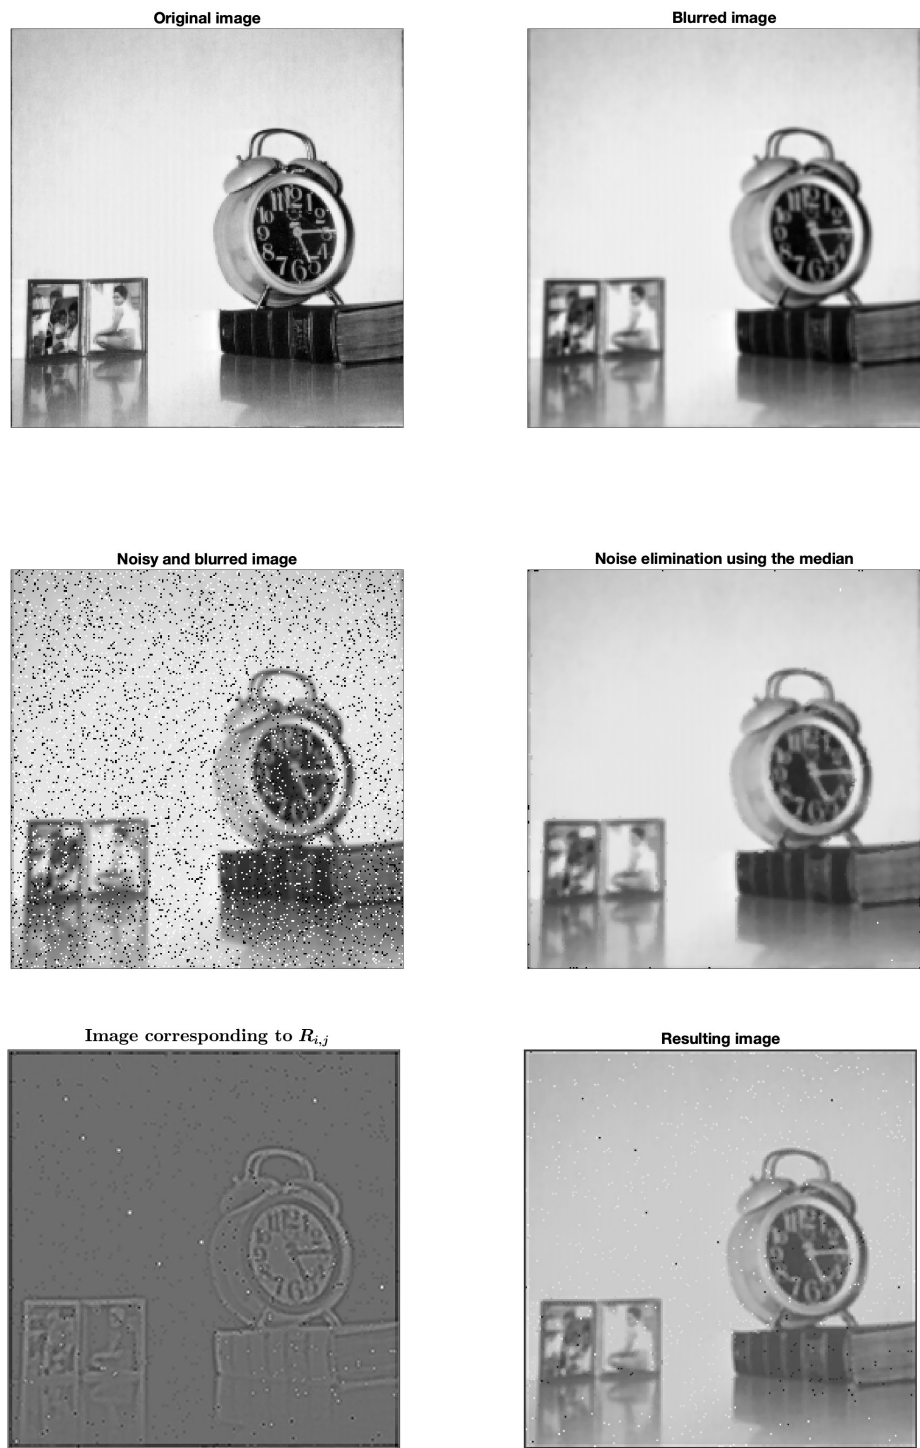 Original image
Blurred image
Noisy and blurred image
Noise elimination using the median
Image corresponding to R_{i,j}
Resulting image